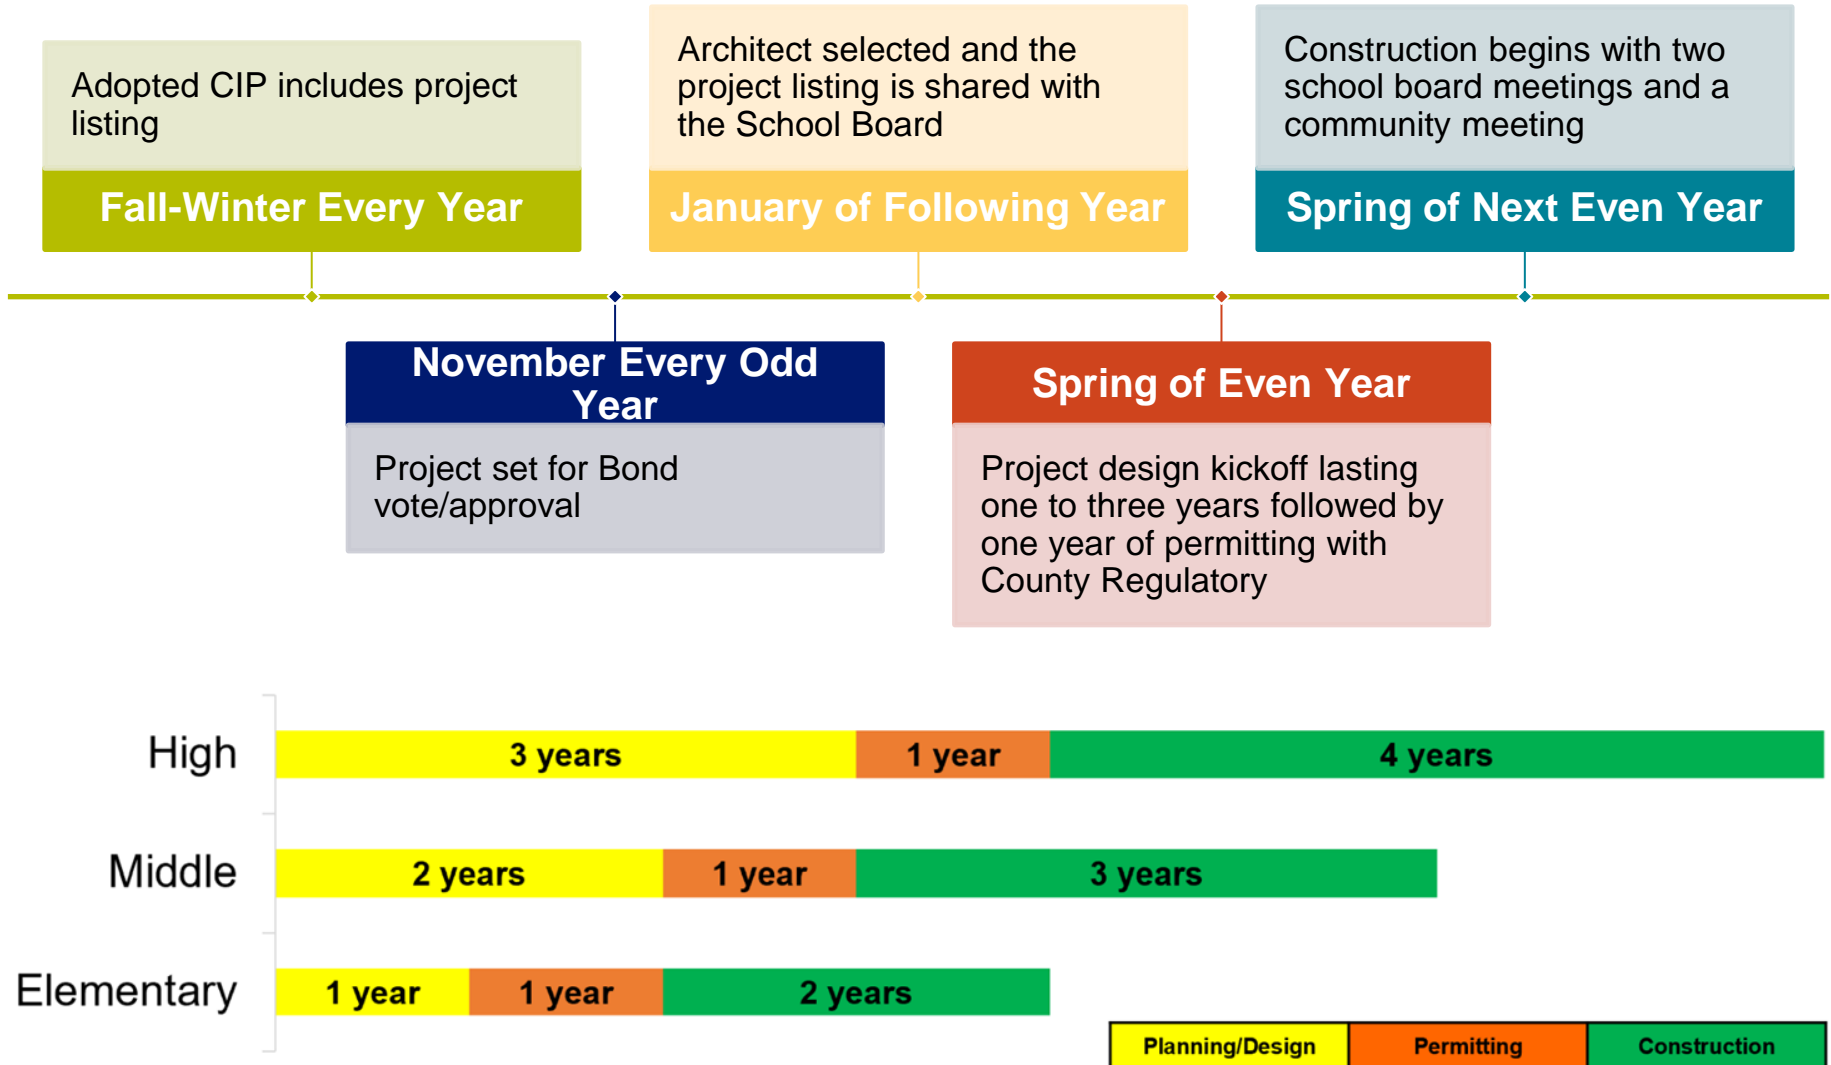 Adopted CIP includes project
listing
Fall-Winter Every Year
Architect selected and the
project listing is shared with
the School Board
January of Following Year
Construction begins with two
school board meetings and a
community meeting
Spring of Next Even Year
November Every Odd
Year
Project set for Bond
vote/approval
Spring of Even Year
Project design kickoff lasting
one to three years followed by
one year of permitting with
County Regulatory
High
3 years
1 year
4 years
Middle
2 years
1 year
3 years
Elementary
1 year
1 year
2 years
Planning/Design
Permitting
Construction